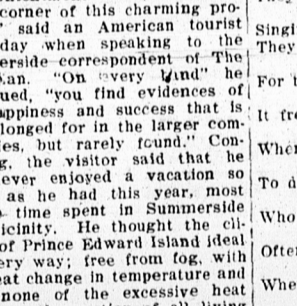 corner of this charming pro-
" said an American tourist
day when speaking to the
erside correspondent of The
an. "On every hand" he
ued, "you find evidences of
appiness and success that is
longed for in the larger com-
ies, but rarely found." Con-
g, the visitor said that he
ever enjoyed a vacation so
as he had this year, most
time spent in Summerside
icinity. He thought the cli-
of Prince Edward Island ideal
ery way; free from fog, with
eat change in temperature and
none of the excessive heat
Singi
They
For t
It fre
When
To d
Who
Often
Whe